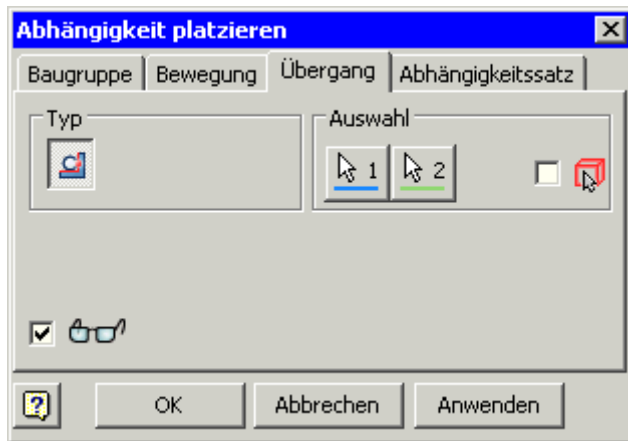 Abhängigkeit platzieren
Baugruppe Bewegung Übergang Abhängigkeitssatz
Typ Auswahl
1 2
OK Abbrechen Anwenden